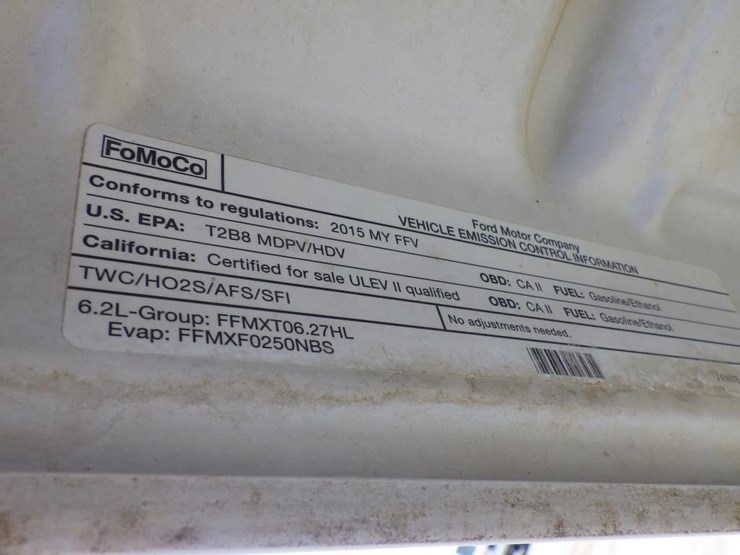 FoMoCo
Ford Motor Company
VEHICLE EMISSION CONTROL INFORMATION
Conforms to regulations: 2015 MY FFV
U.S. EPA: T2B8 MDPV/HDV OBD: CA II FUEL: Gasoline/Ethanol
California: Certified for sale ULEV II qualified OBD: CA II FUEL: Gasoline/Ethanol
TWC/HO2S/AFS/SFI
No adjustments needed.
6.2L-Group: FFMXT06.27HL
Evap: FFMXF0250NBS